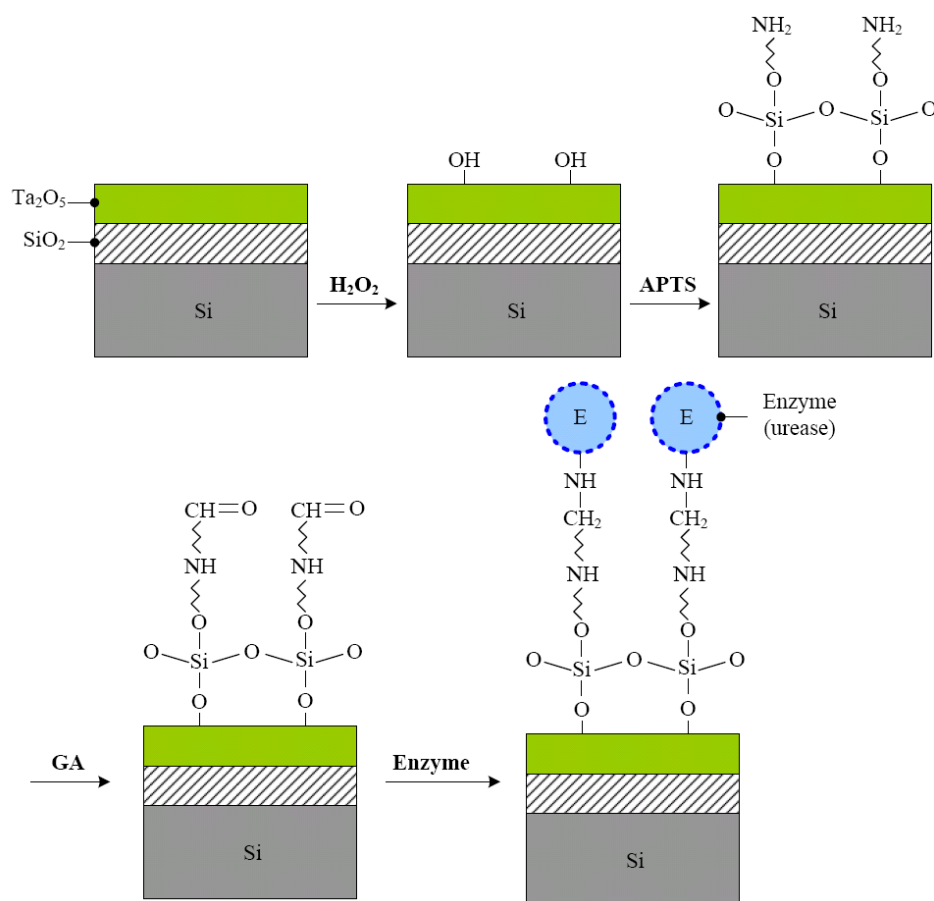 NH₂ NH₂
O O
O Si O Si O
O O
OH OH
Ta₂O₅
SiO₂
H₂O₂
APTS
Si Si Si
E E Enzyme
(urease)
NH NH
CH=O CH=O
CH₂ CH₂
NH NH
NH NH
O O
O O
O Si O Si O
O Si O Si O
O O
O O
GA
Enzyme
Si
Si